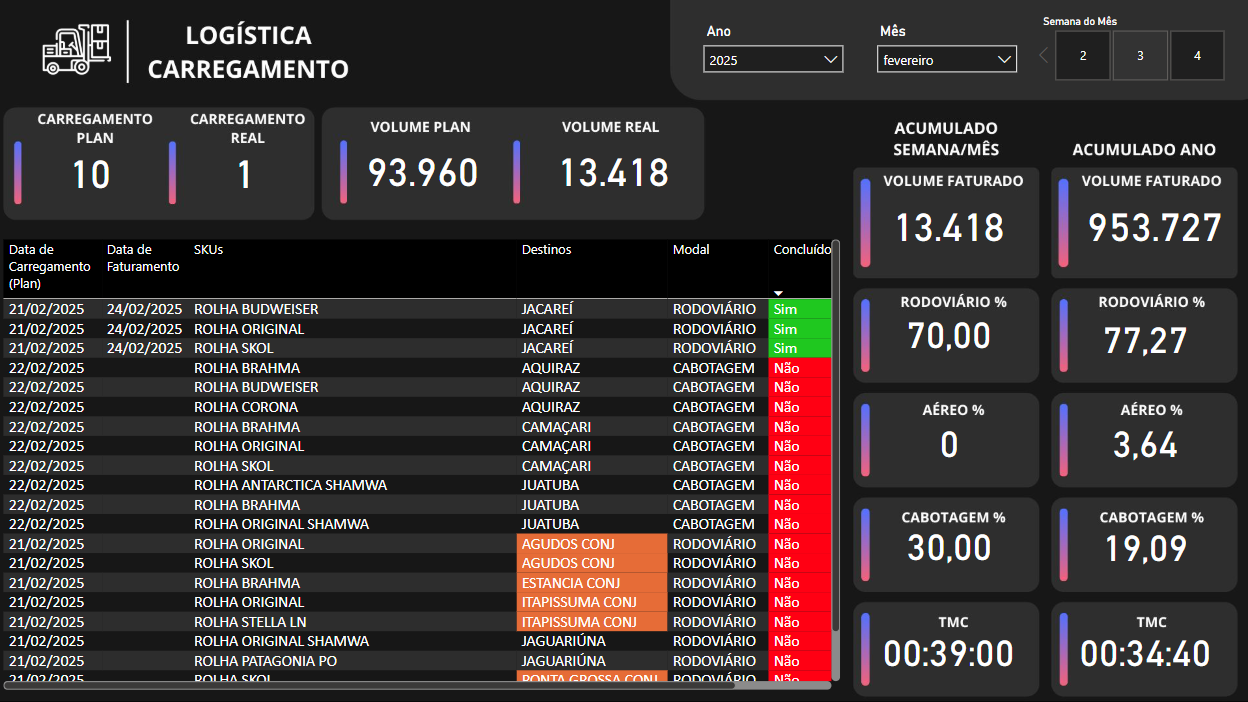 LOGÍSTICA
CARREGAMENTO
Ano
2025
Mês
fevereiro
Semana do Mês
2 3 4
CARREGAMENTO PLAN
10
CARREGAMENTO REAL
1
VOLUME PLAN
93.960
VOLUME REAL
13.418
ACUMULADO
SEMANA/MÊS
VOLUME FATURADO
13.418
RODOVIÁRIO %
70,00
AÉREO %
0
CABOTAGEM %
30,00
TMC
00:39:00
ACUMULADO ANO
VOLUME FATURADO
953.727
RODOVIÁRIO %
77,27
AÉREO %
3,64
CABOTAGEM %
19,09
TMC
00:34:40
Data de Carregamento (Plan) Data de Faturamento SKUs Destinos Modal Concluído
21/02/2025 24/02/2025 ROLHA BUDWEISER JACAREÍ RODOVIÁRIO Sim
21/02/2025 24/02/2025 ROLHA ORIGINAL JACAREÍ RODOVIÁRIO Sim
21/02/2025 24/02/2025 ROLHA SKOL JACAREÍ RODOVIÁRIO Sim
22/02/2025 ROLHA BRAHMA AQUIRAZ CABOTAGEM Não
22/02/2025 ROLHA BUDWEISER AQUIRAZ CABOTAGEM Não
22/02/2025 ROLHA CORONA AQUIRAZ CABOTAGEM Não
22/02/2025 ROLHA BRAHMA CAMAÇARI CABOTAGEM Não
22/02/2025 ROLHA ORIGINAL CAMAÇARI CABOTAGEM Não
22/02/2025 ROLHA SKOL CAMAÇARI CABOTAGEM Não
22/02/2025 ROLHA ANTARCTICA SHAMWA JUATUBA CABOTAGEM Não
22/02/2025 ROLHA BRAHMA JUATUBA CABOTAGEM Não
22/02/2025 ROLHA ORIGINAL SHAMWA JUATUBA CABOTAGEM Não
21/02/2025 ROLHA ORIGINAL AGUDOS CONJ RODOVIÁRIO Não
21/02/2025 ROLHA SKOL AGUDOS CONJ RODOVIÁRIO Não
21/02/2025 ROLHA BRAHMA ESTANCIA CONJ RODOVIÁRIO Não
21/02/2025 ROLHA ORIGINAL ITAPISSUMA CONJ RODOVIÁRIO Não
21/02/2025 ROLHA STELLA LN ITAPISSUMA CONJ RODOVIÁRIO Não
21/02/2025 ROLHA ORIGINAL SHAMWA JAGUARIÚNA RODOVIÁRIO Não
21/02/2025 ROLHA PATAGONIA PO JAGUARIÚNA RODOVIÁRIO Não
21/02/2025 ROLHA SKOL PONTA GROSSA CONJ RODOVIÁRIO Não